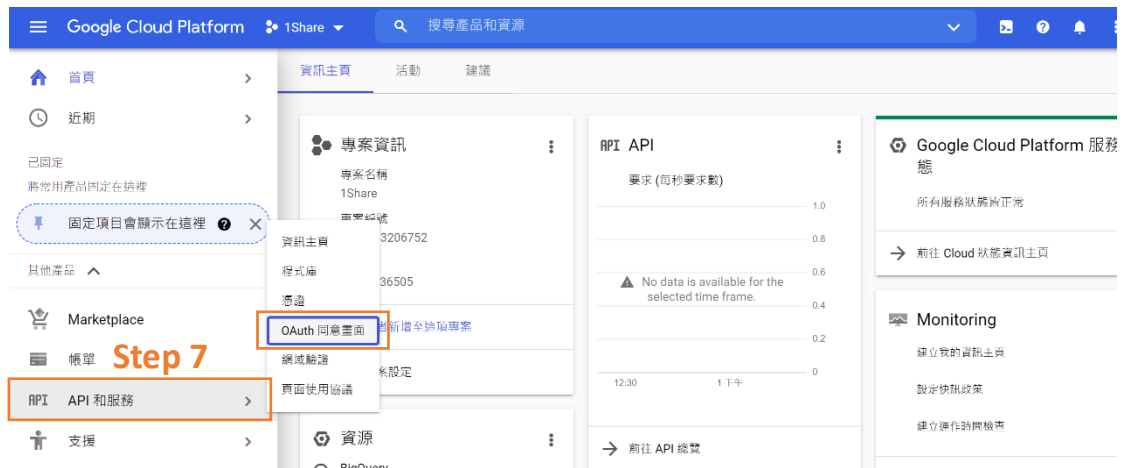 Google Cloud Platform
1Share
搜尋產品和資源
首頁
近期
已固定
將常用產品固定在這裡
固定項目會顯示在這裡
其他產品
Marketplace
帳單
Step 7
API API 和服務
支援
資訊主頁
程式庫
憑證
OAuth 同意畫面
網域驗證
頁面使用協議
資訊主頁
活動
建議
專案資訊
專案名稱
1Share
專案編號
3206752
36505
者新增至這項專案
案設定
資源
BigQuery
API API
要求 (每秒要求數)
1.0
0.8
0.6
0.4
0.2
0
No data is available for the
selected time frame.
12:30
1 下午
前往 API 總覽
Google Cloud Platform 服務
態
所有服務狀態皆正常
前往 Cloud 狀態資訊主頁
Monitoring
建立我的資訊主頁
設定快訊政策
建立運作時間檢查